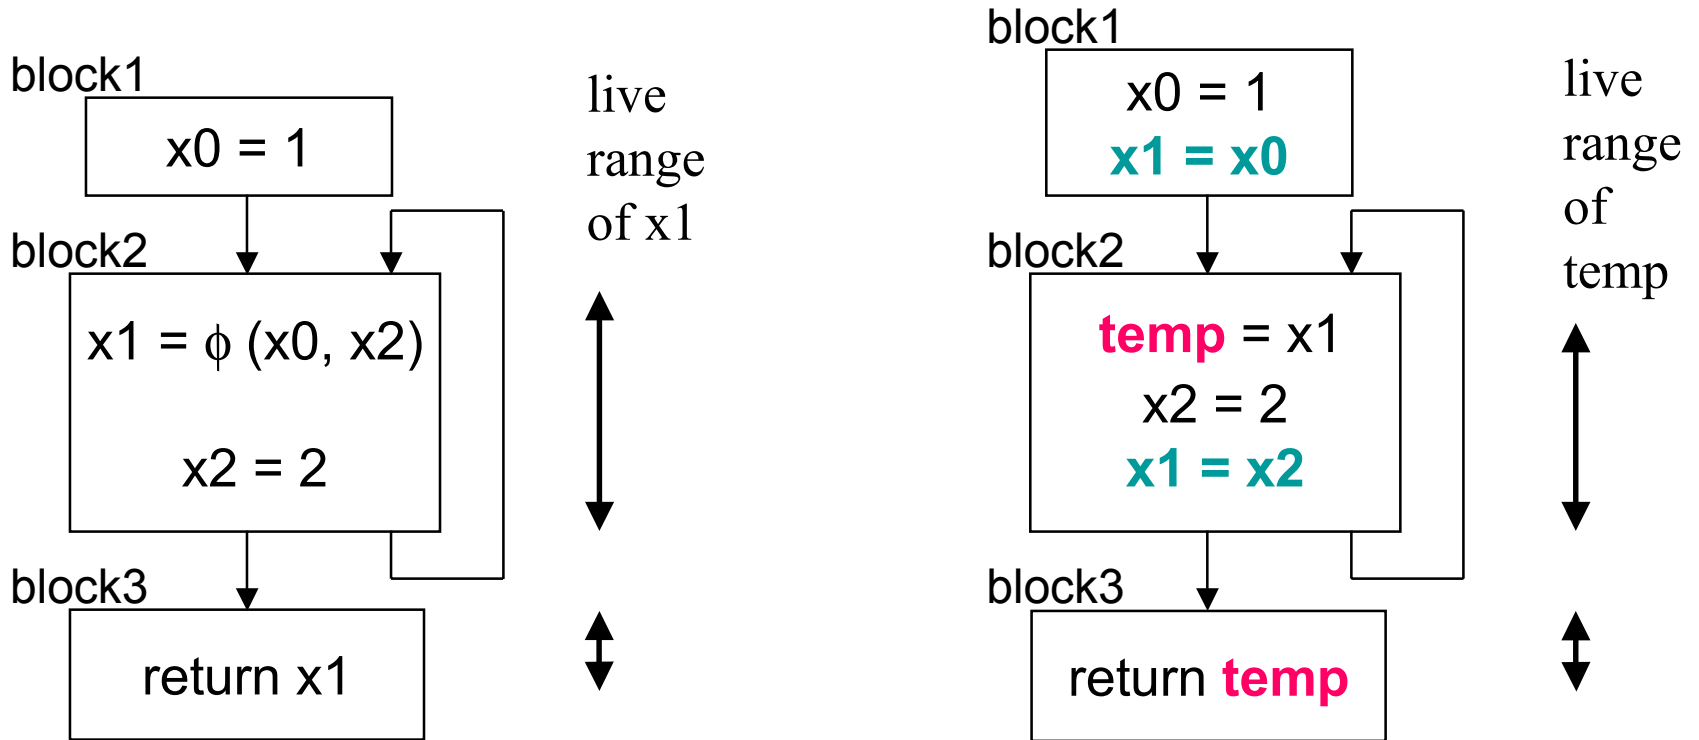 block1
x0 = 1
block2
x1 = ϕ (x0, x2)
x2 = 2
block3
return x1
live
range
of x1
block1
x0 = 1
x1 = x0
block2
temp = x1
x2 = 2
x1 = x2
block3
return temp
live
range
of
temp